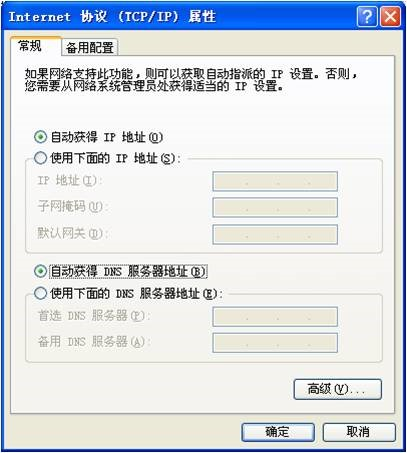 Internet 协议 (TCP/IP) 属性
常规
备用配置
如果网络支持此功能,则可以获取自动指派的 IP 设置。否则,
您需要从网络系统管理员处获得适当的 IP 设置。
自动获得 IP 地址(O)
使用下面的 IP 地址(S):
IP 地址(I):
子网掩码(U):
默认网关(D):
自动获得 DNS 服务器地址(B)
使用下面的 DNS 服务器地址(E):
首选 DNS 服务器(P):
备用 DNS 服务器(A):
高级(V)...
确定
取消